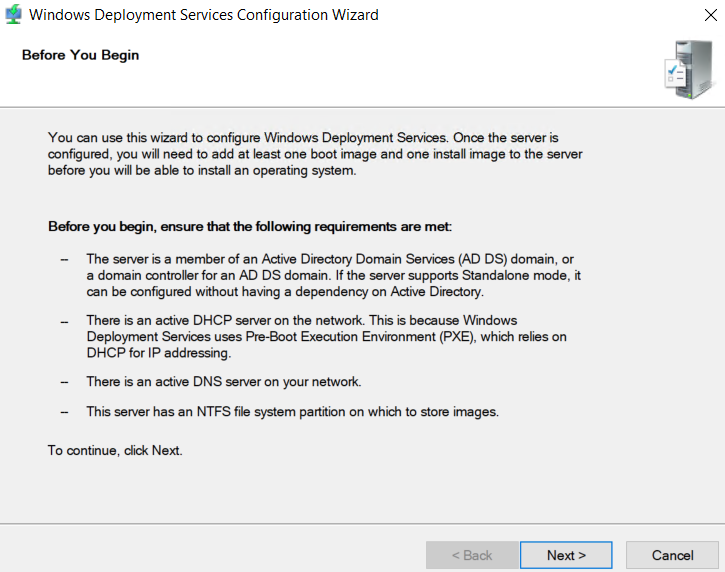 Windows Deployment Services Configuration Wizard
Before You Begin
You can use this wizard to configure Windows Deployment Services. Once the server is
configured, you will need to add at least one boot image and one install image to the server
before you will be able to install an operating system.
Before you begin, ensure that the following requirements are met:
-- The server is a member of an Active Directory Domain Services (AD DS) domain, or
a domain controller for an AD DS domain. If the server supports Standalone mode, it
can be configured without having a dependency on Active Directory.
-- There is an active DHCP server on the network. This is because Windows
Deployment Services uses Pre-Boot Execution Environment (PXE), which relies on
DHCP for IP addressing.
-- There is an active DNS server on your network.
-- This server has an NTFS file system partition on which to store images.
To continue, click Next.
< Back Next > Cancel